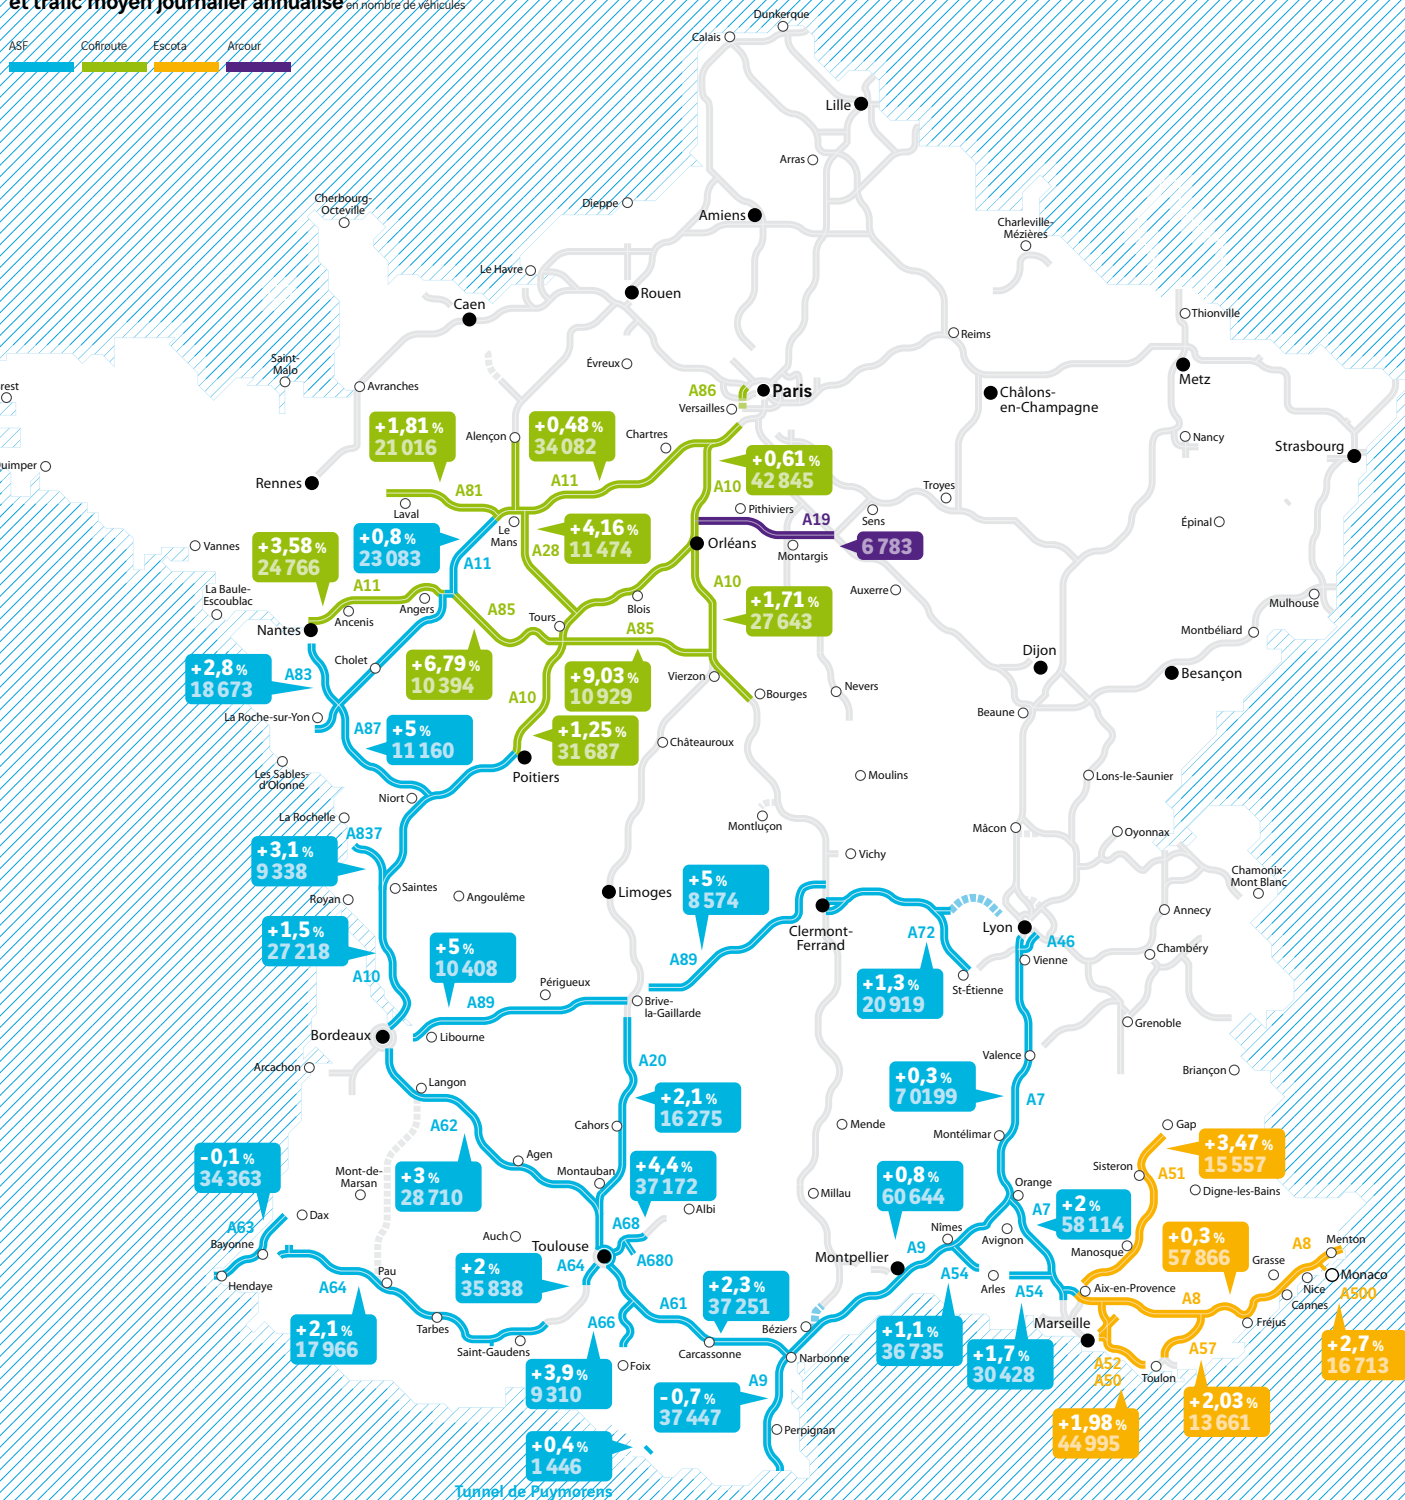 et trafic moyen journalier annualisé en nombre de véhicules
ASF
Cofiroute
Escota
Arcour
Dunkerque
Calais
Lille
Arras
Cherbourg-
Octeville
Dieppe
Amiens
Charleville-
Mézières
Le Havre
Rouen
Caen
Thionville
Reims
Saint-
Malo
Évreux
Metz
Avranches
A86
Paris
Versailles
Châlons-
en-Champagne
+1,81 %
21 016
Alençon
+0,48 %
34 082
Chartres
Nancy
Strasbourg
Rennes
A81
A11
+0,61 %
42 845
A10
Troyes
Laval
Le
Mans
Pithiviers
A19
Sens
Épinal
+0,8 %
23 083
+4,16 %
11 474
A28
Orléans
Montargis
6 783
Vannes
+3,58 %
24 766
A11
A11
A10
La Baule-
Escoublac
Angers
Ancenis
A85
Tours
Blois
+1,71 %
27 643
Auxerre
Mulhouse
Nantes
A85
Montbéliard
Dijon
Cholet
+2,8 %
18 673
A83
+6,79 %
10 394
+9,03 %
10 929
Vierzon
Besançon
A10
Bourges
Nevers
La Roche-sur-Yon
A87
+5 %
11 160
+1,25 %
31 687
Beaune
Châteauroux
Les Sables-
d'Olonne
Poitiers
Moulins
Lons-le-Saunier
Niort
La Rochelle
A837
Montluçon
Mâcon
Oyonnax
+3,1 %
9 338
Vichy
Saintes
Royan
Angoulême
Limoges
+5 %
8 574
Chamonix-
Mont Blanc
Annecy
+1,5 %
27 218
Clermont-
Ferrand
A72
Lyon
A46
Chambéry
Vienne
+5 %
10 408
A10
A89
A89
Périgueux
+1,3 %
20 919
St-Étienne
Brive-
la-Gaillarde
Grenoble
Bordeaux
Libourne
Arcachon
A20
Valence
Briançon
Langon
+0,3 %
7 0199
A7
+2,1 %
16 275
A62
Cahors
Mende
Montélimar
Gap
-0,1 %
34 363
+3 %
28 710
Agen
Mont-de-
Marsan
Montauban
+4,4 %
37 172
+3,47 %
15 557
Sisteron
A51
Millau
+0,8 %
60 644
Orange
Digne-les-Bains
Dax
Albi
A63
Bayonne
A68
A7
+2 %
58 114
Auch
Toulouse
A680
Nîmes
Avignon
Manosque
+0,3 %
57 866
A9
Montpellier
A8
Menton
Grasse
Monaco
Hendaye
A64
Pau
+2 %
35 838
A64
A54
Arles
A54
Aix-en-Provence
Nice
Cannes
A500
A8
+2,1 %
17 966
Tarbes
Saint-Gaudens
A66
A61
+2,3 %
37 251
Carcassonne
Béziers
Narbonne
+1,1 %
36 735
+1,7 %
30 428
Marseille
Fréjus
+2,7 %
16 713
A57
A52
A50
Toulon
Foix
+3,9 %
9 310
-0,7 %
37 447
A9
+2,03 %
13 661
+1,98 %
44 995
Perpignan
+0,4 %
1 446
Tunnel de Puymorens